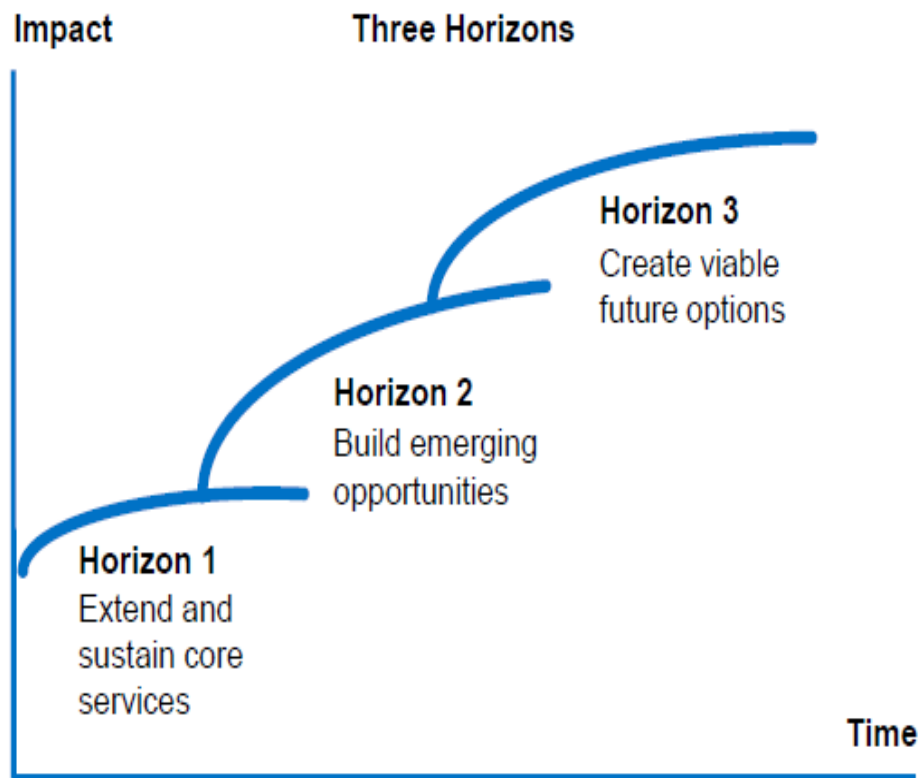 Impact
Three Horizons
Horizon 3
Create viable
future options
Horizon 2
Build emerging
opportunities
Horizon 1
Extend and
sustain core
services
Time